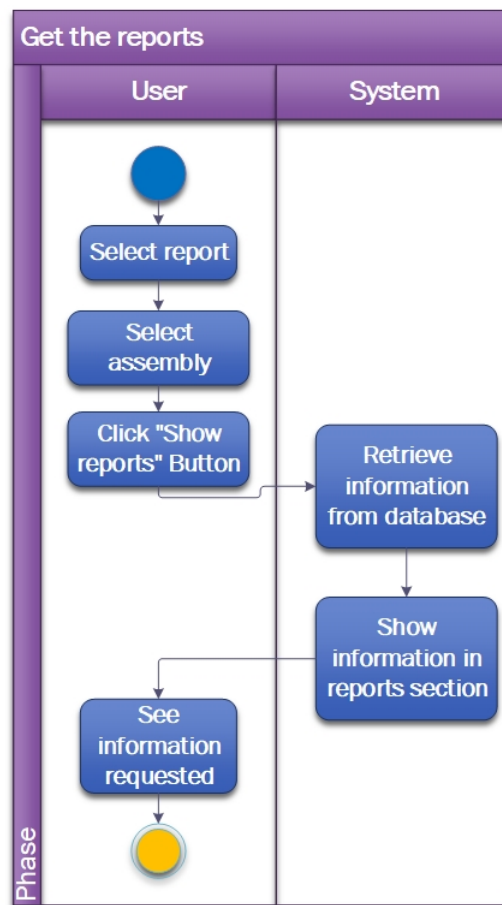 Get the reports
User
System
Select report
Select
assembly
Click "Show
reports" Button
Retrieve
information
from database
Show
information in
reports section
See
information
requested
Phase